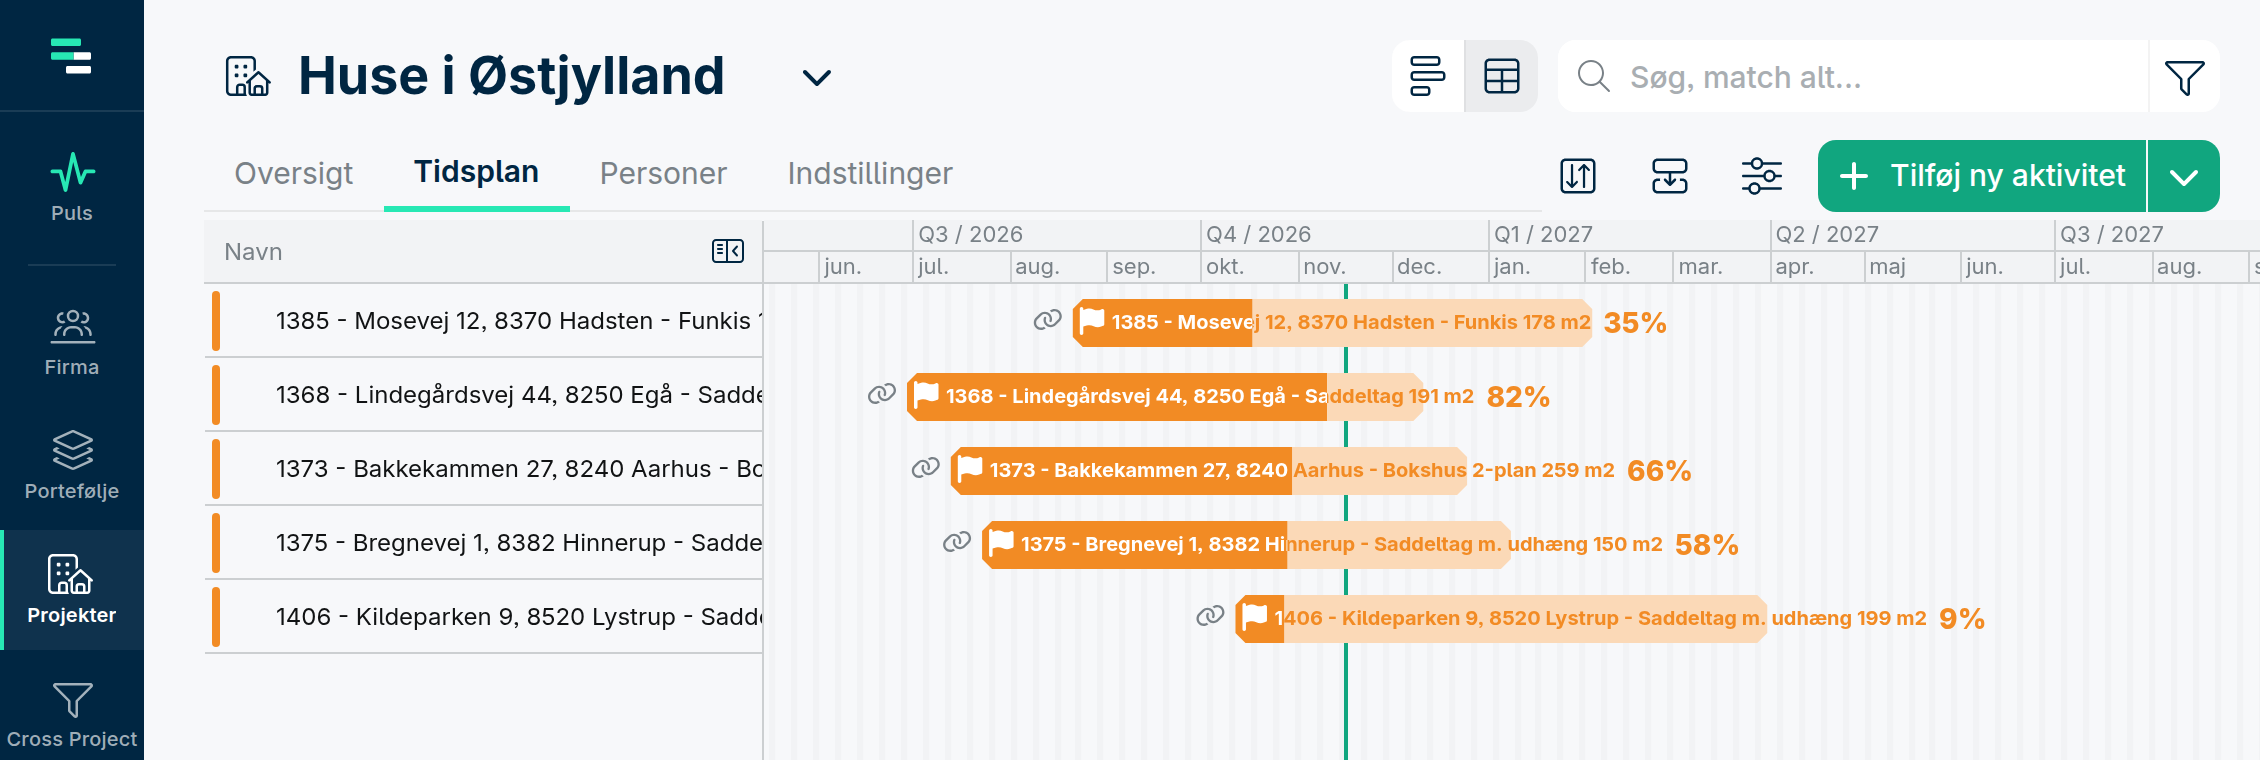 Huse i Østjylland
Søg, match alt...
Puls
Oversigt
Tidsplan
Personer
Indstillinger
Tilføj ny aktivitet
Navn
Q3 / 2026
Q4 / 2026
Q1 / 2027
Q2 / 2027
Q3 / 2027
jun.
jul.
aug.
sep.
okt.
nov.
dec.
jan.
feb.
mar.
apr.
maj
jun.
jul.
aug.
s
Firma
1385 - Mosevej 12, 8370 Hadsten - Funkis 1
1385 - Mosevej 12, 8370 Hadsten - Funkis 178 m2 35%
1368 - Lindegårdsvej 44, 8250 Egå - Sadde
1368 - Lindegårdsvej 44, 8250 Egå - Saddeltag 191 m2 82%
Portefølje
1373 - Bakkekammen 27, 8240 Aarhus - Bo
1373 - Bakkekammen 27, 8240 Aarhus - Bokshus 2-plan 259 m2 66%
1375 - Bregnevej 1, 8382 Hinnerup - Sadde
1375 - Bregnevej 1, 8382 Hinnerup - Saddeltag m. udhæng 150 m2 58%
Projekter
1406 - Kildeparken 9, 8520 Lystrup - Sadde
1406 - Kildeparken 9, 8520 Lystrup - Saddeltag m. udhæng 199 m2 9%
Cross Project